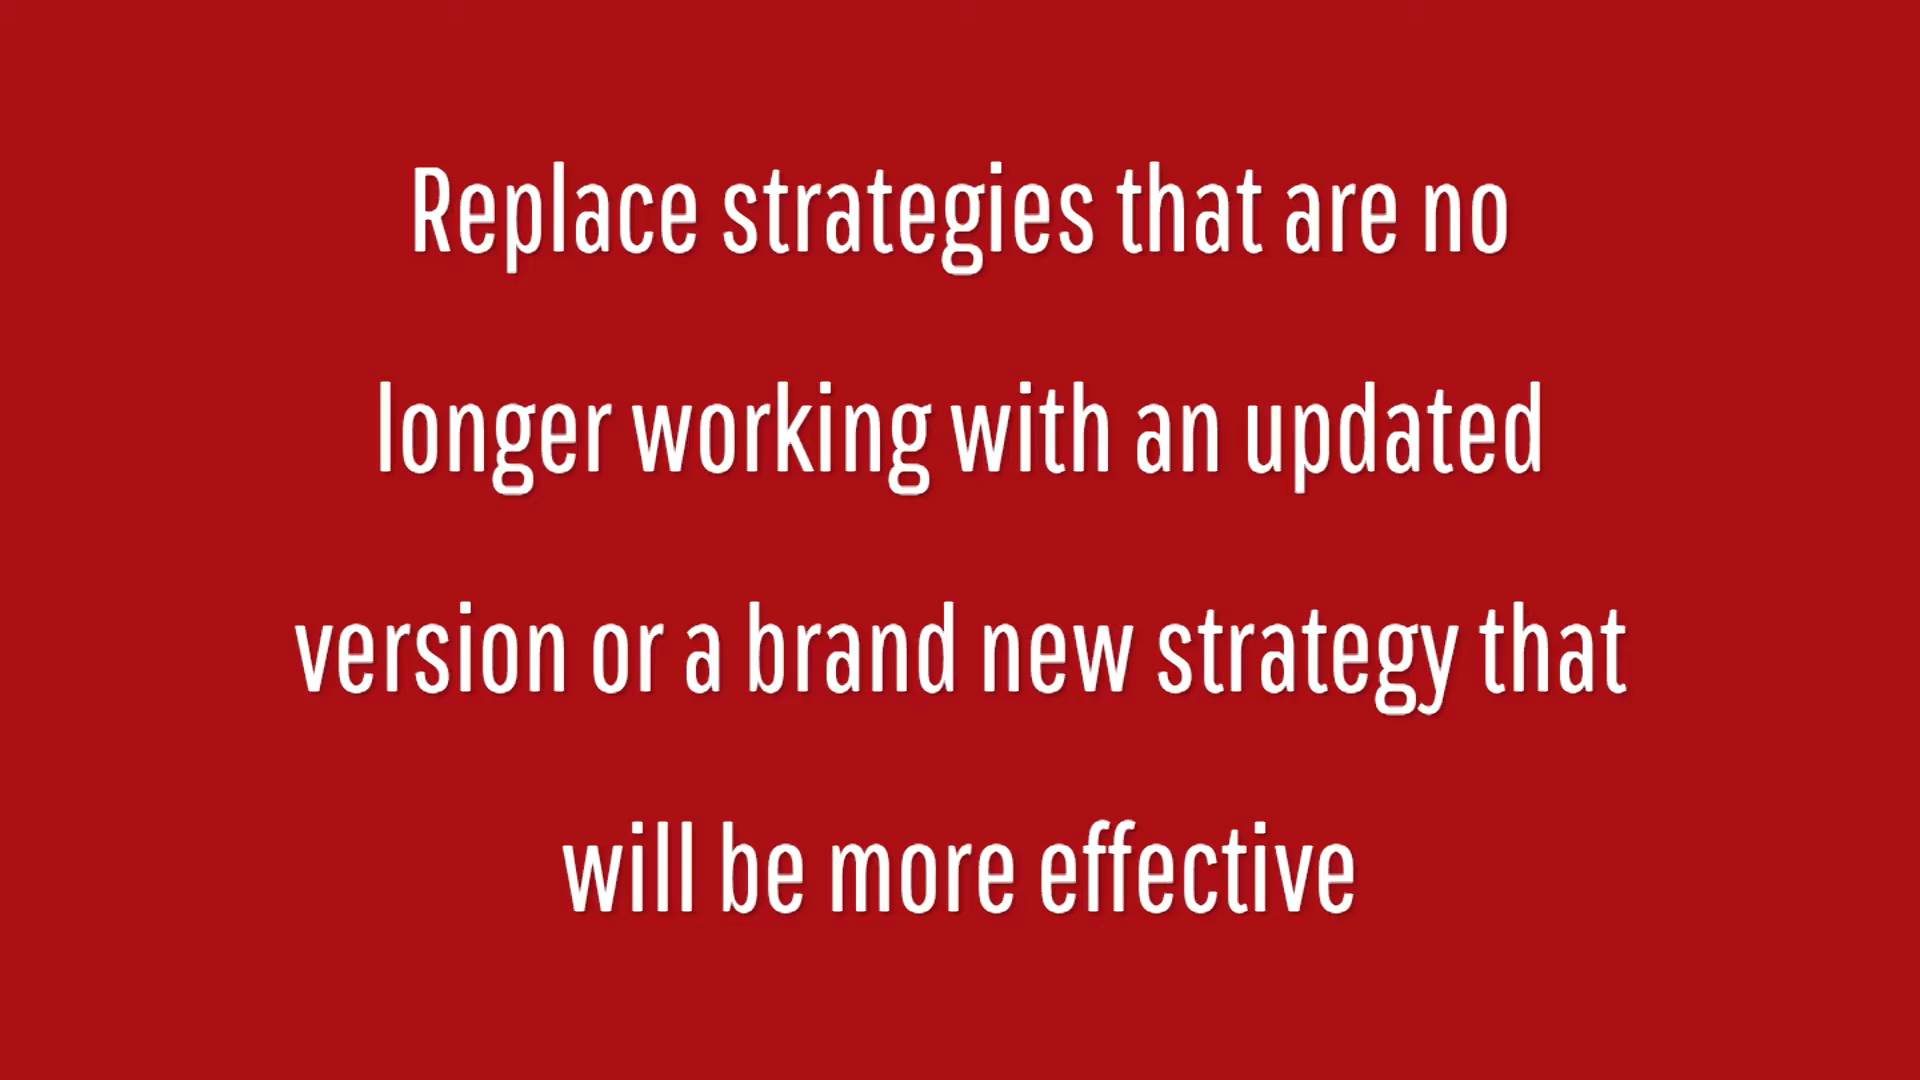 Replace strategies that are no
longer working with an updated
version or a brand new strategy that
will be more effective